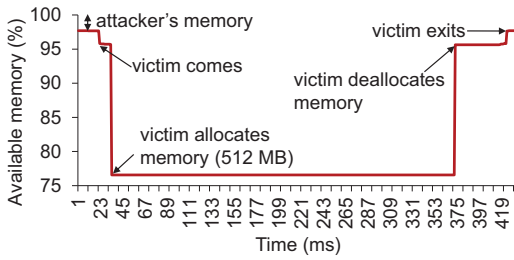 Available memory (%)
100
95
90
85
80
75
attacker's memory
victim comes
victim allocates
memory (512 MB)
victim exits
victim deallocates
memory
1
23
45
67
89
111
133
155
177
199
221
243
265
287
309
331
353
375
397
419
Time (ms)